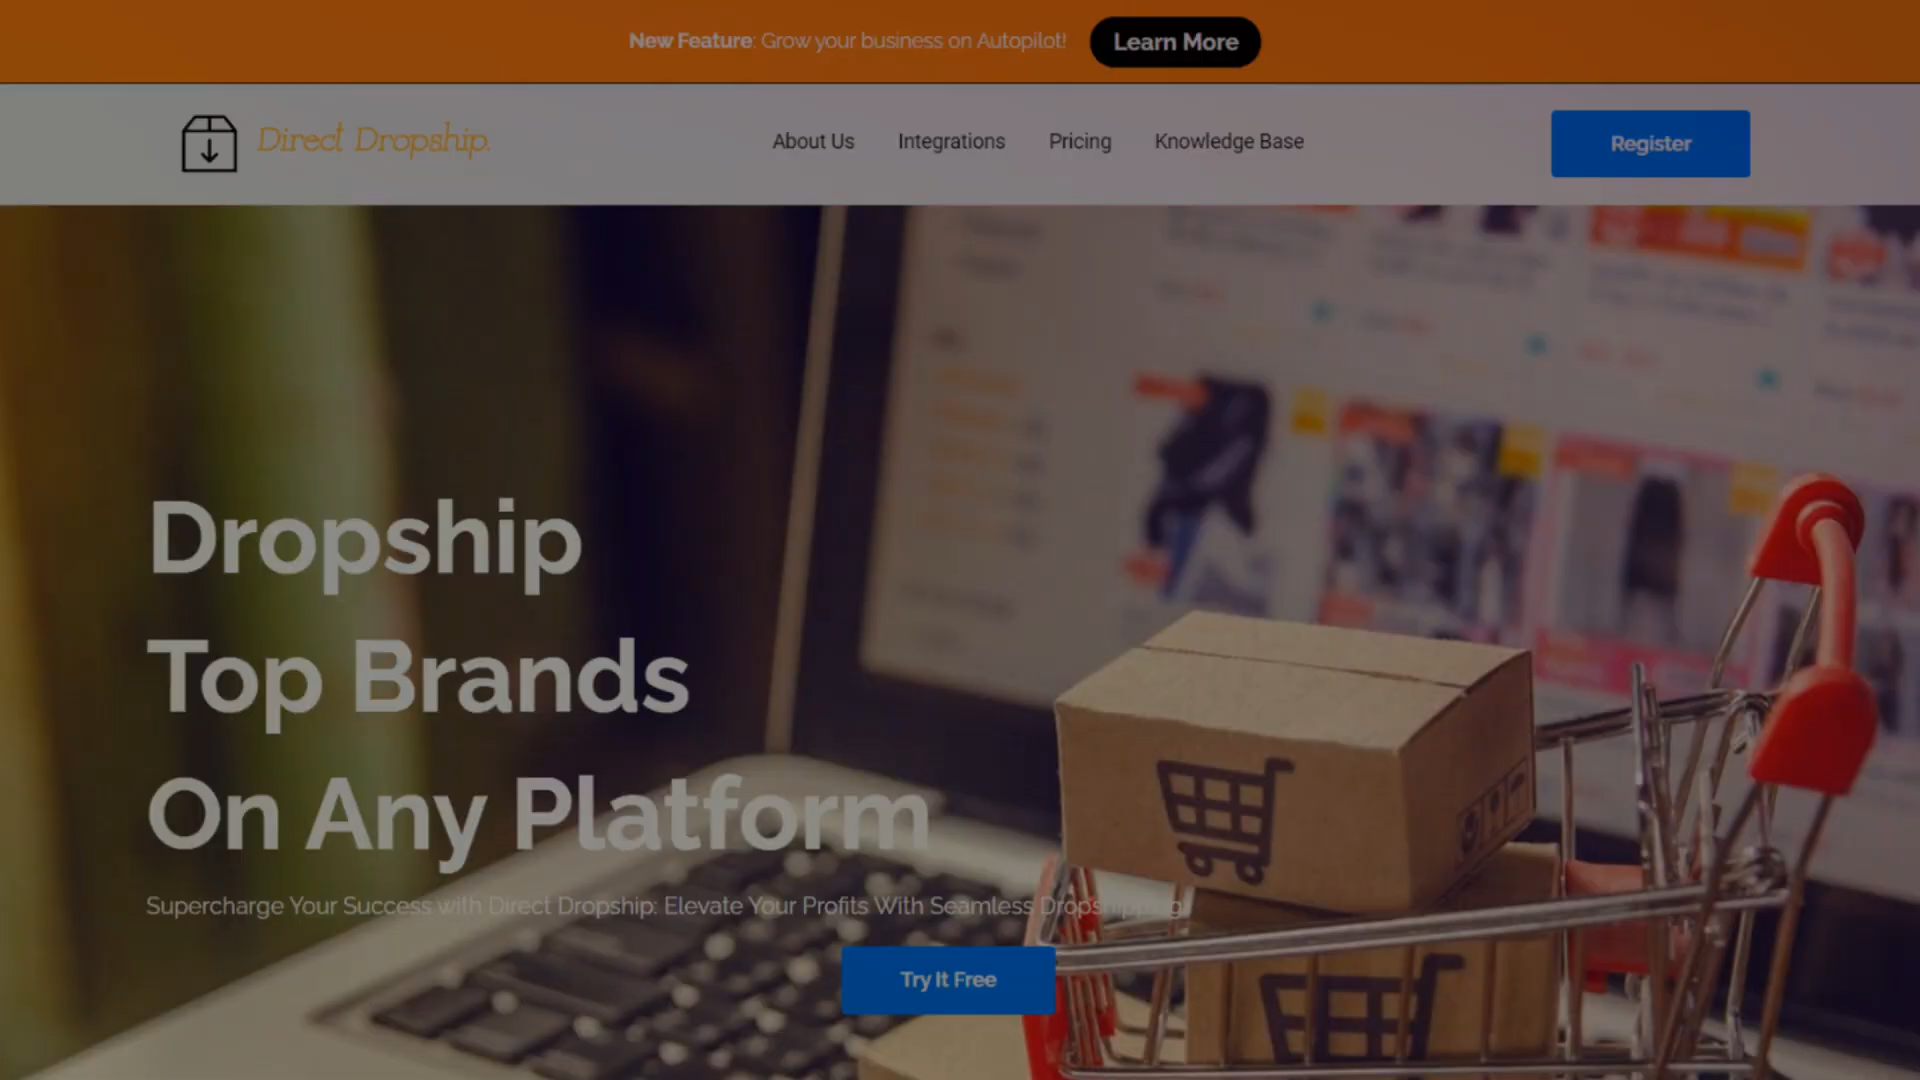 New Feature: Grow your business on Autopilot!
Learn More
Direct Dropship.
About Us
Integrations
Pricing
Knowledge Base
Register
Dropship
Top Brands
On Any Platform
Supercharge Your Success with Direct Dropship: Elevate Your Profits With Seamless Dropshipping!
Try It Free